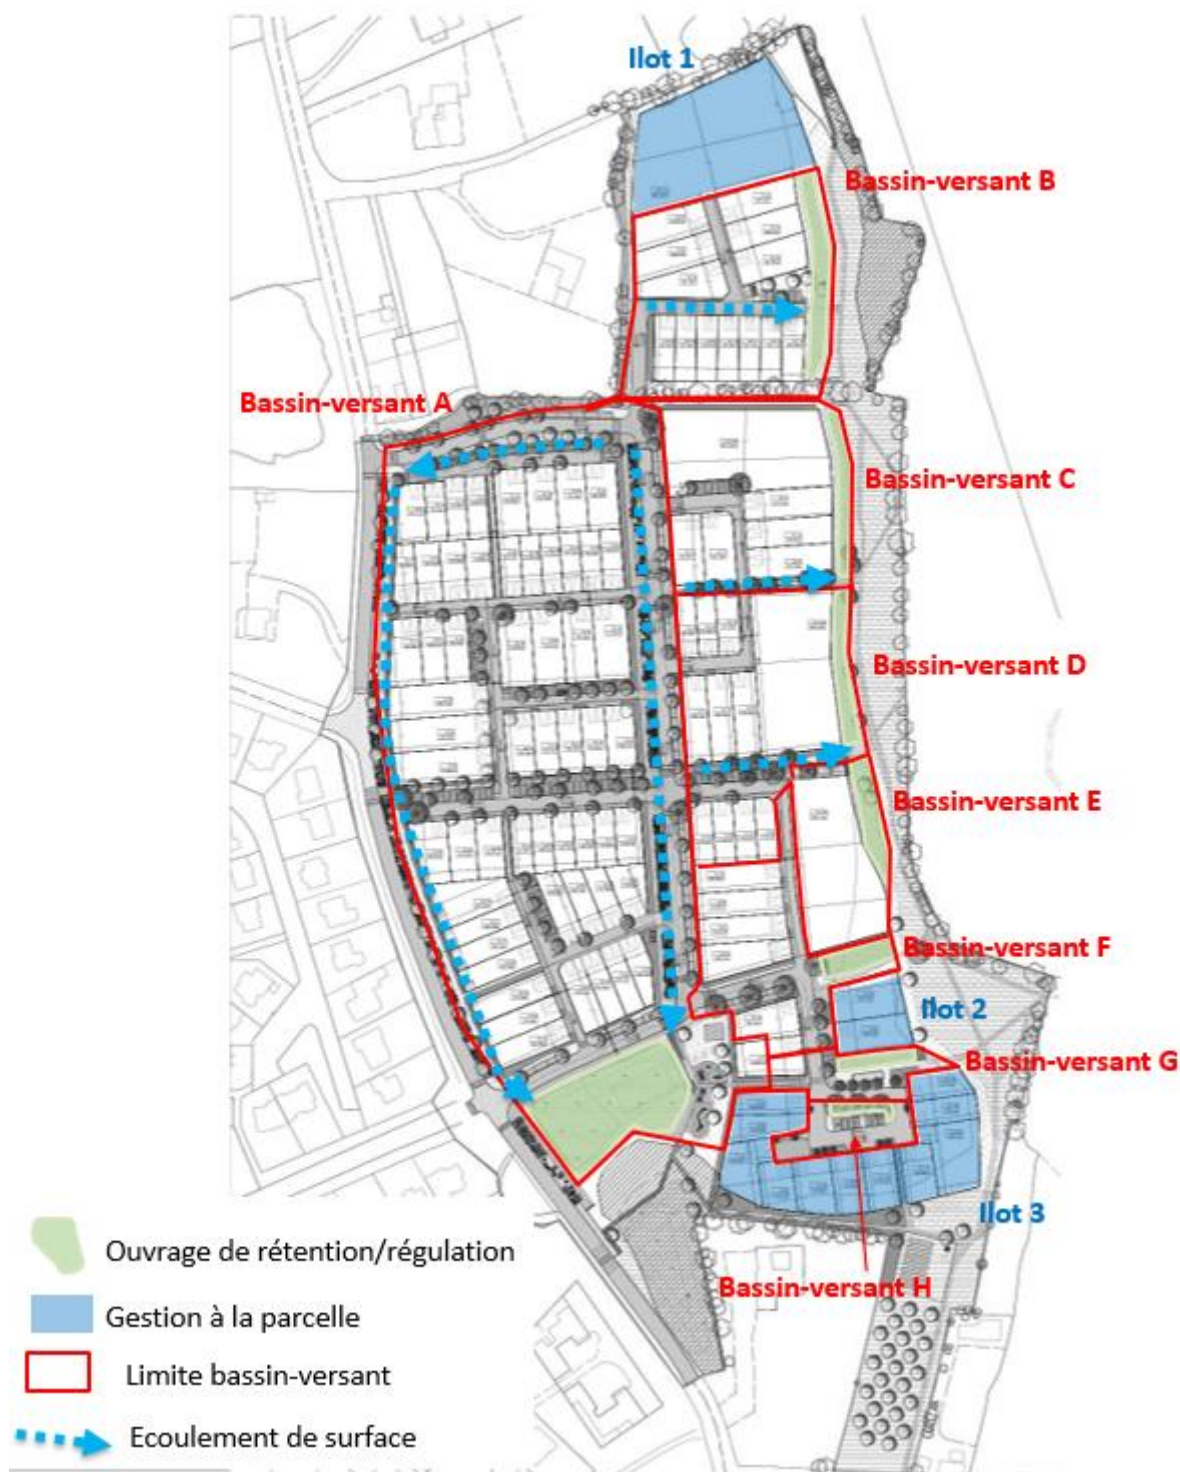 Ilot 1
Bassin-versant B
Bassin-versant A
Bassin-versant C
Bassin-versant D
Bassin-versant E
Bassin-versant F
Ilot 2
Bassin-versant G
Ilot 3
Bassin-versant H
Ouvrage de rétention/régulation
Gestion à la parcelle
Limite bassin-versant
Ecoulement de surface